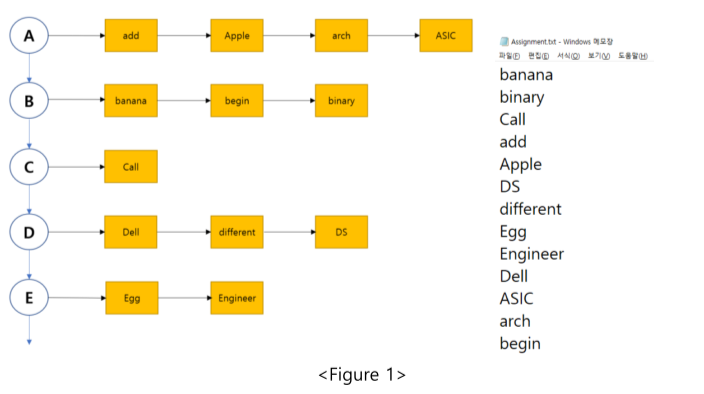 A add Apple arch ASIC
B banana begin binary
C Call
D Dell different DS
E Egg Engineer
Assignment.txt - Windows 메모장
파일(F) 편집(E) 서식(O) 보기(V) 도움말(H)
banana
binary
Call
add
Apple
DS
different
Egg
Engineer
Dell
ASIC
arch
begin
<Figure 1>